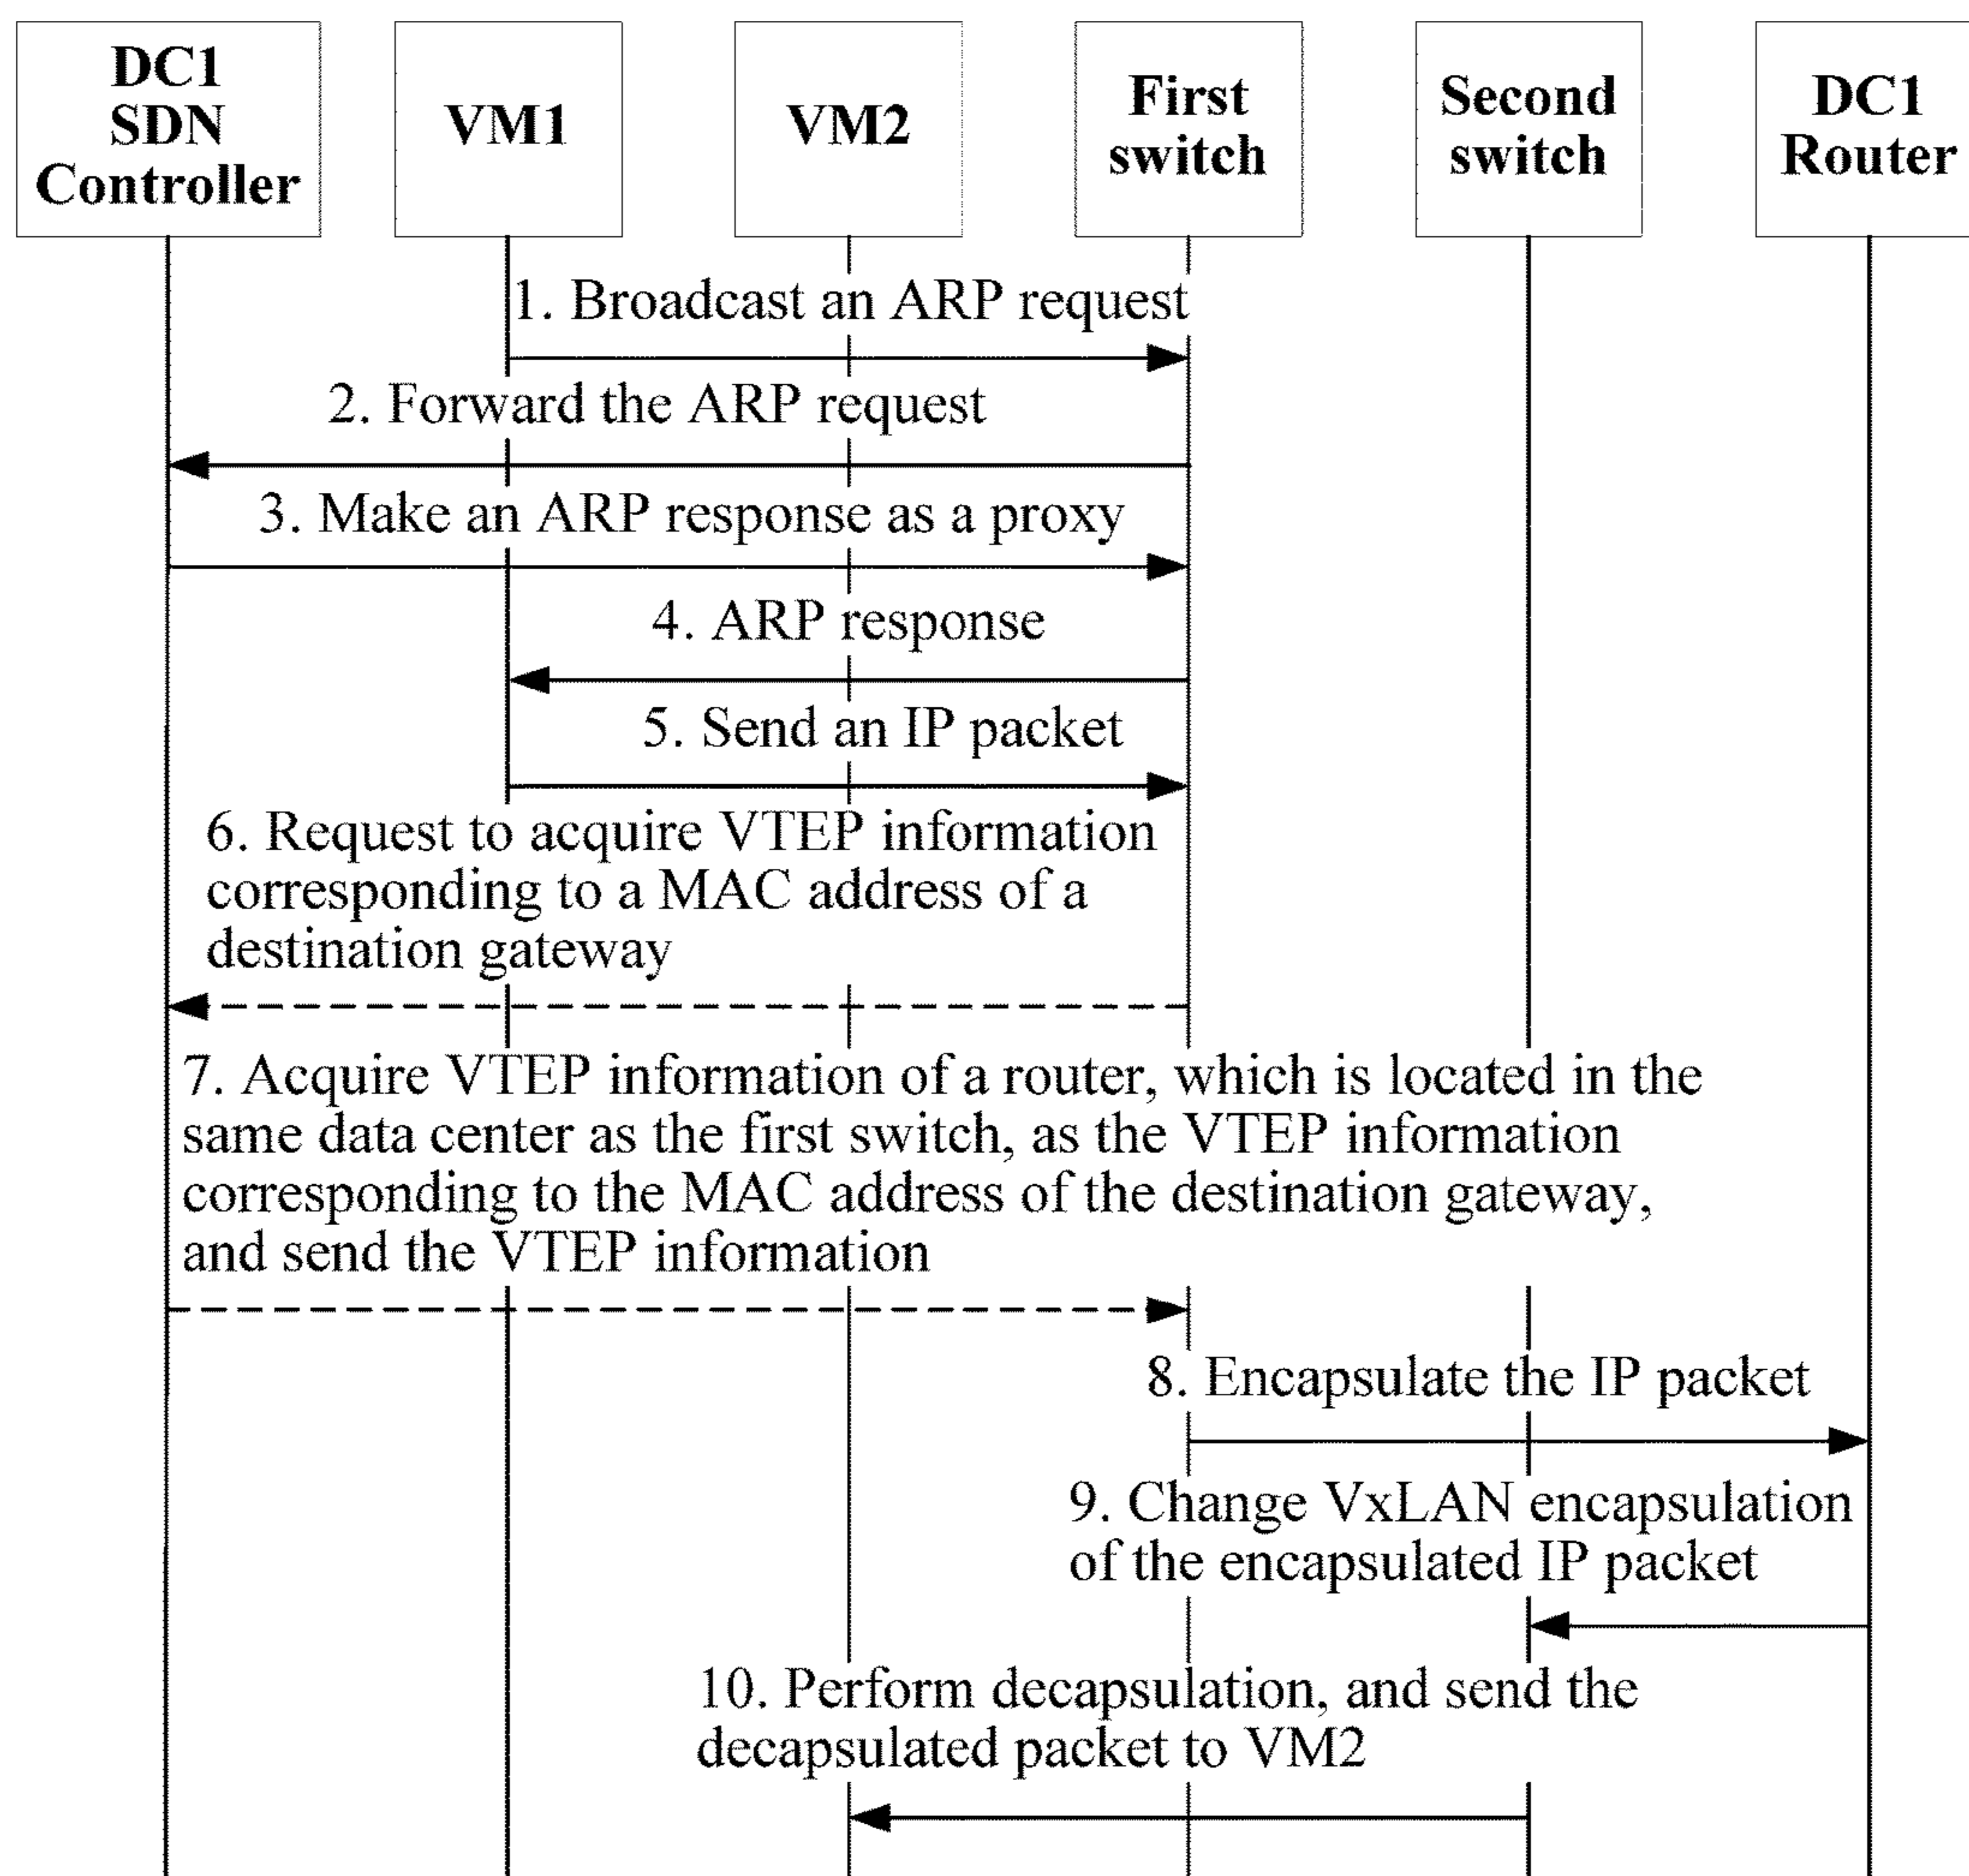 DC1
SDN
Controller
VM1
VM2
First
switch
Second
switch
DC1
Router
1. Broadcast an ARP request
2. Forward the ARP request
3. Make an ARP response as a proxy
4. ARP response
5. Send an IP packet
6. Request to acquire VTEP information
corresponding to a MAC address of a
destination gateway
7. Acquire VTEP information of a router, which is located in the
same data center as the first switch, as the VTEP information
corresponding to the MAC address of the destination gateway,
and send the VTEP information
8. Encapsulate the IP packet
9. Change VxLAN encapsulation
of the encapsulated IP packet
10. Perform decapsulation, and send the
decapsulated packet to VM2